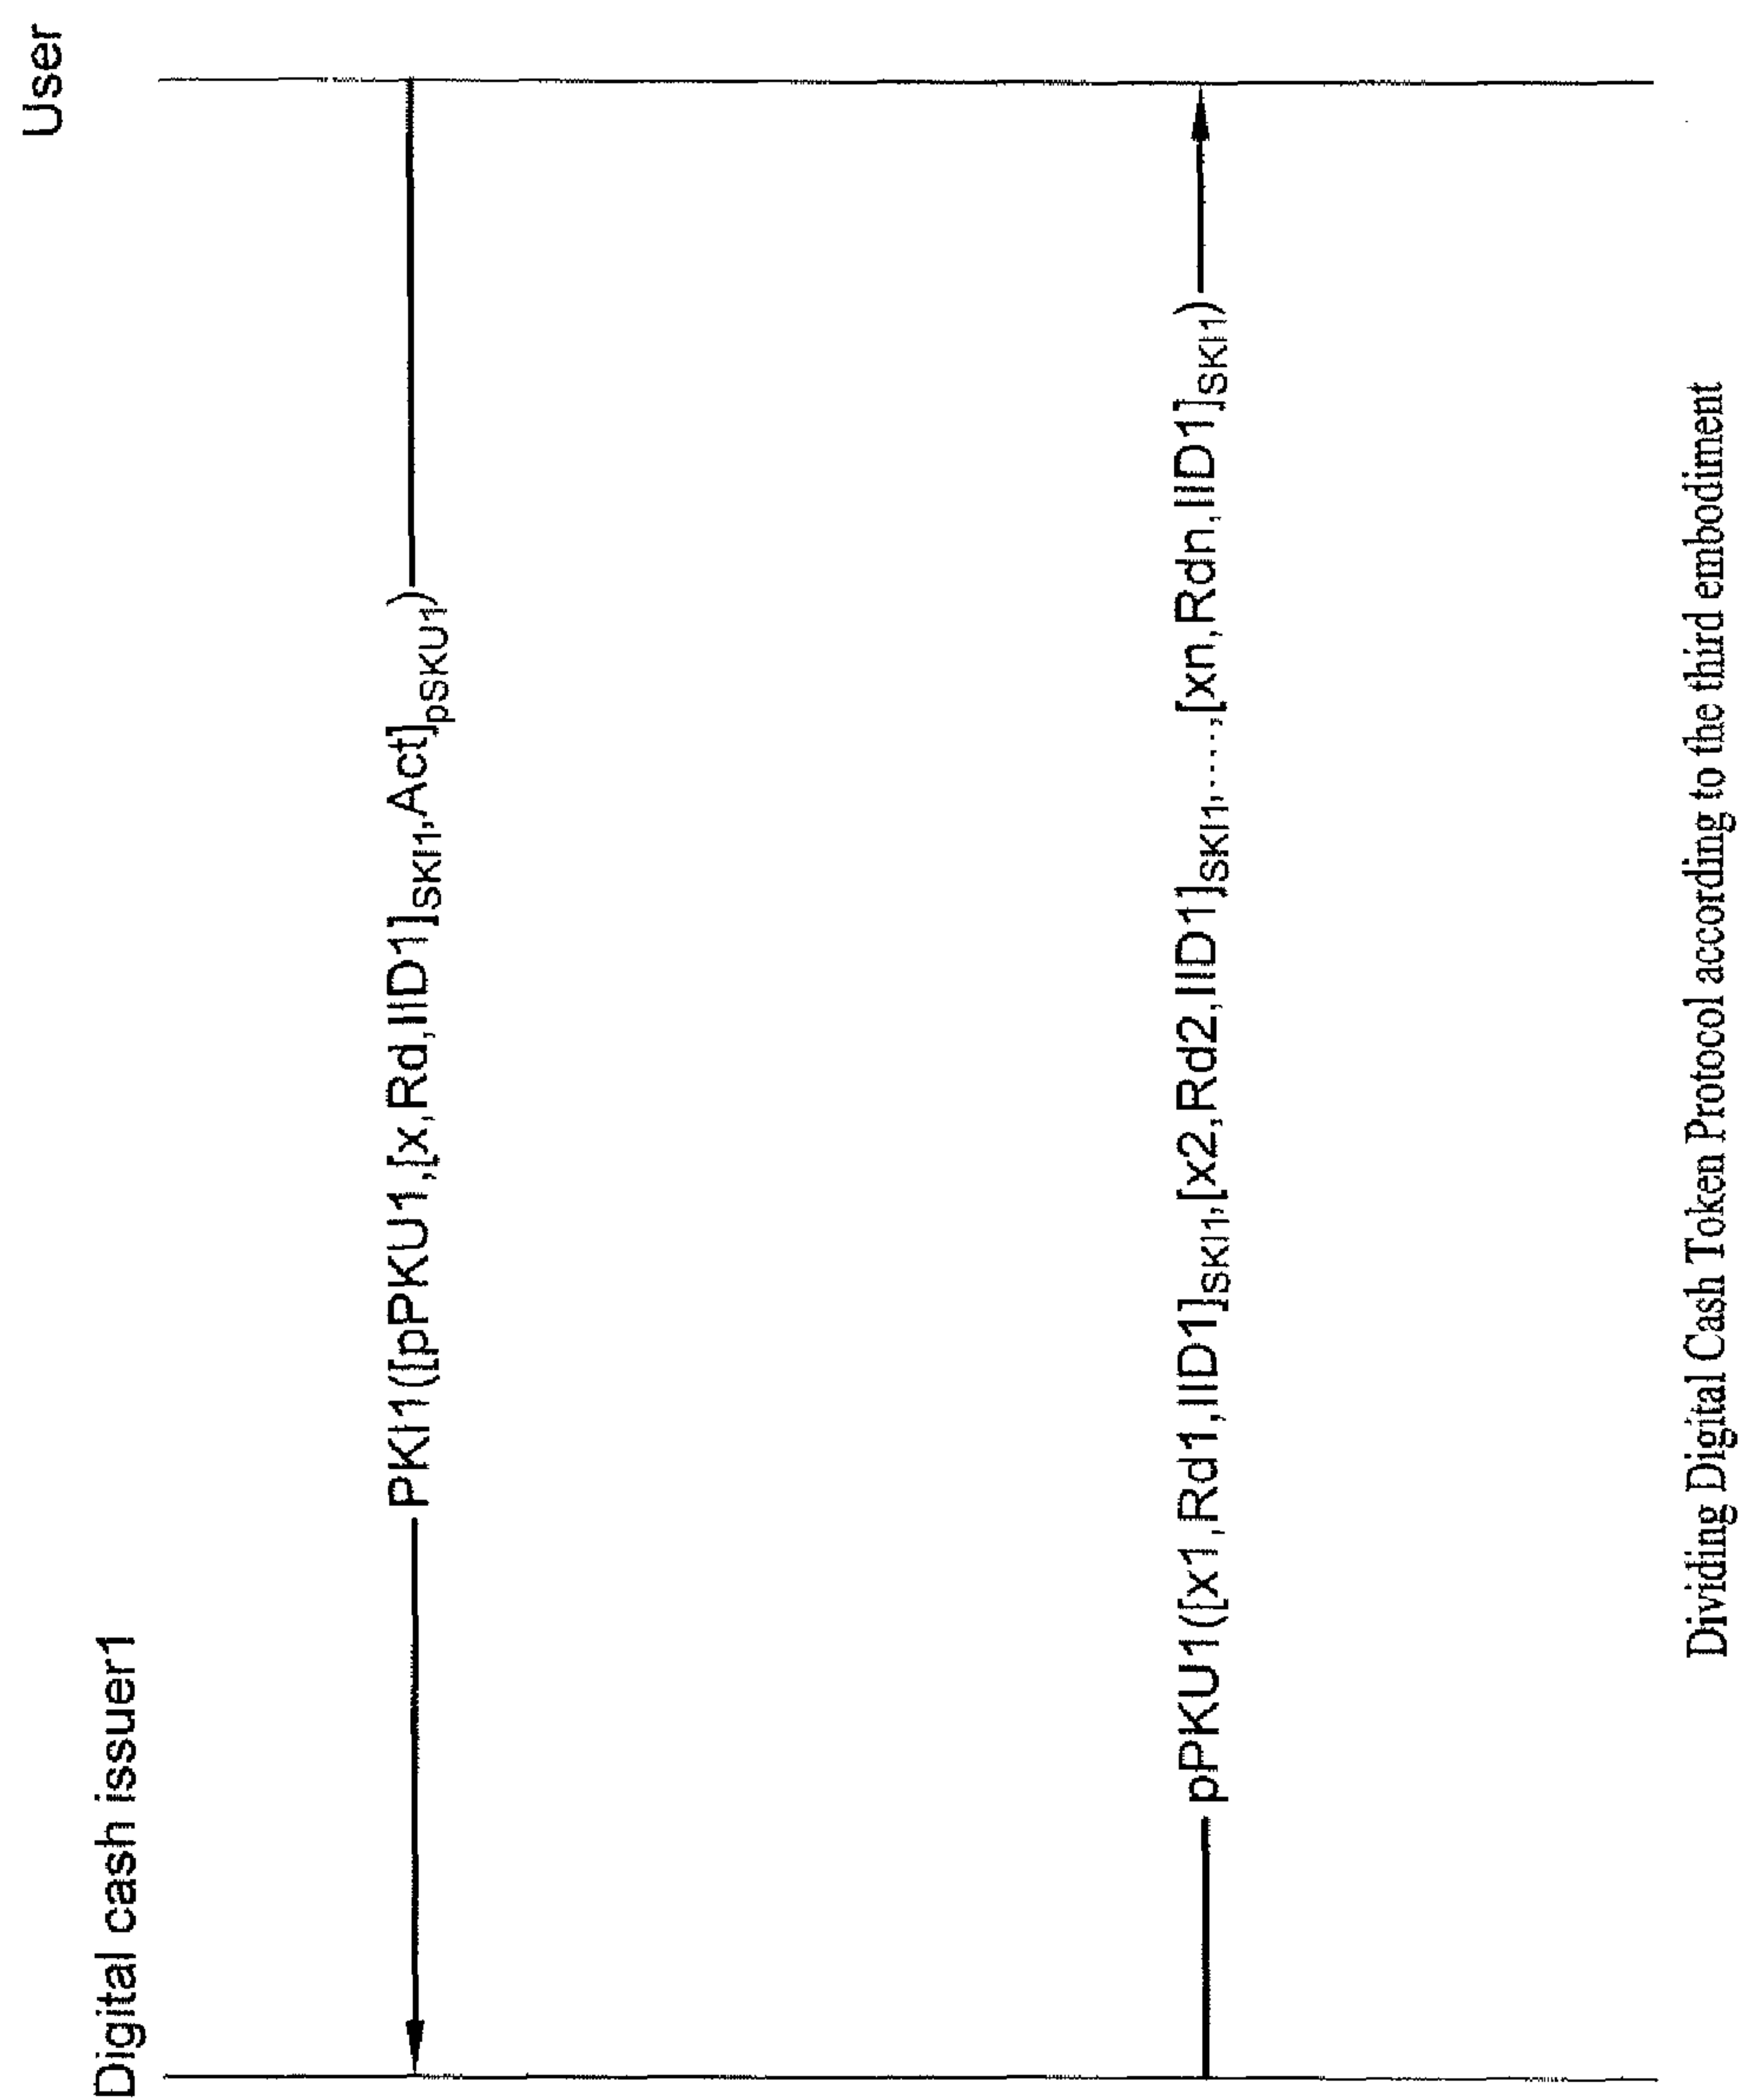 Digital cash issuer1
User
PKI1([pPKU1,[x,Rd,IID1]SKI1,Act]pSKU1)
pPKU1([x1,Rd1,IID1]SKI1,[x2,Rd2,IID1]SKI1,.....,[xn,Rdn,IID1]SKI1)
Dividing Digital Cash Token Protocol according to the third embodiment